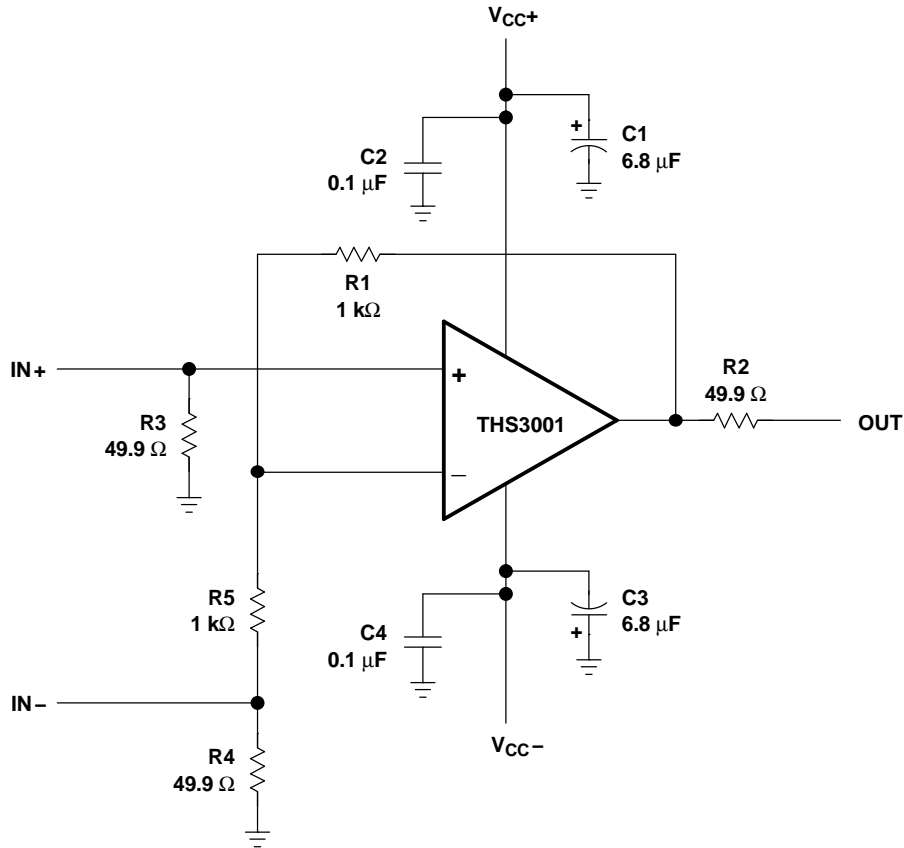 VCC+
C2
0.1 μF
+
C1
6.8 μF
R1
1 kΩ
IN+
+
R2
49.9 Ω
R3
49.9 Ω
THS3001
OUT
−
R5
1 kΩ
C4
0.1 μF
C3
6.8 μF
+
IN−
VCC−
R4
49.9 Ω